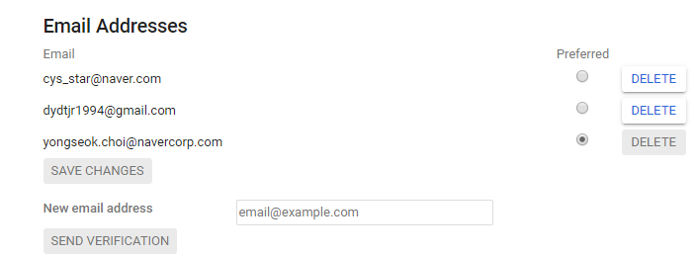 Email Addresses
Email Preferred
cys_star@naver.com DELETE
dydtjr1994@gmail.com DELETE
yongseok.choi@navercorp.com DELETE
SAVE CHANGES
New email address email@example.com
SEND VERIFICATION